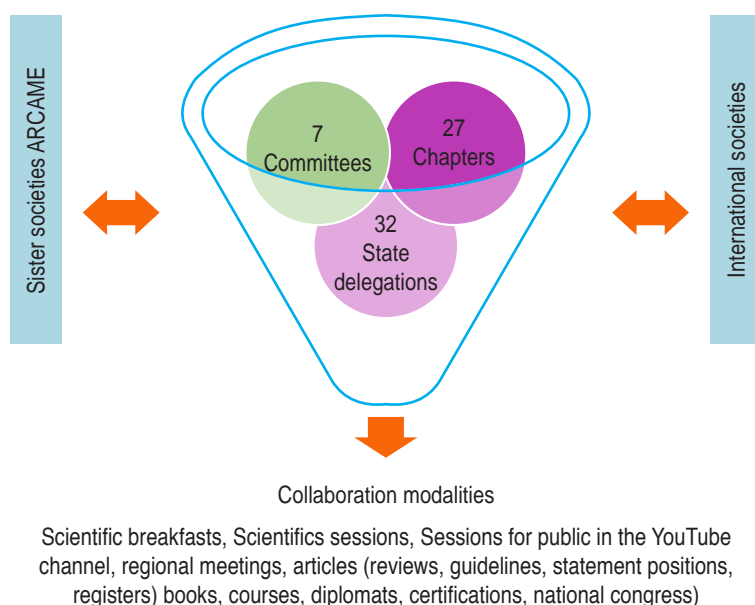 Sister societies ARCAME
7
Committees
27
Chapters
32
State
delegations
International societies
Collaboration modalities
Scientific breakfasts, Scientifics sessions, Sessions for public in the YouTube
channel, regional meetings, articles (reviews, guidelines, statement positions,
registers) books, courses, diplomats, certifications, national congress)